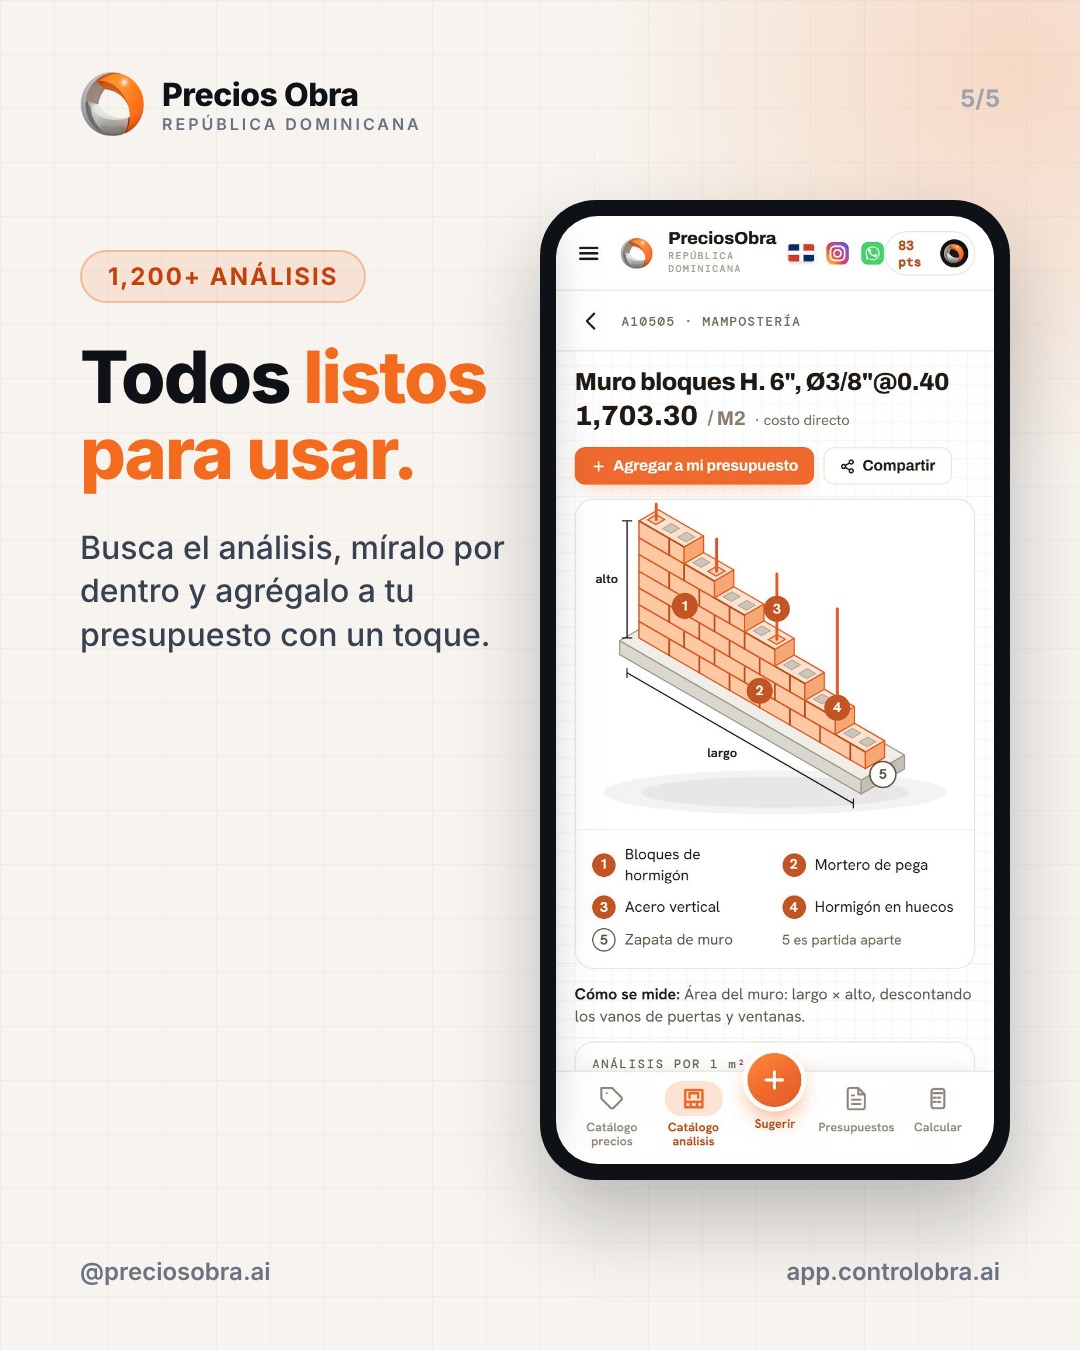 Precios Obra
REPÚBLICA DOMINICANA
5/5
1,200+ ANÁLISIS
Todos listos
para usar.
Busca el análisis, míralo por
dentro y agrégalo a tu
presupuesto con un toque.
PreciosObra
REPÚBLICA
DOMINICANA
83
pts
A10505 · MAMPOSTERÍA
Muro bloques H. 6", Ø3/8"@0.40
1,703.30 / M2 · costo directo
+ Agregar a mi presupuesto
Compartir
alto
1
3
2
4
largo
5
1 Bloques de
hormigón
2 Mortero de pega
3 Acero vertical
4 Hormigón en huecos
5 Zapata de muro
5 es partida aparte
Cómo se mide: Área del muro: largo × alto, descontando
los vanos de puertas y ventanas.
ANÁLISIS POR 1 m²
Catálogo
precios
Catálogo
análisis
+
Sugerir
Presupuestos
Calcular
@preciosobra.ai
app.controlobra.ai